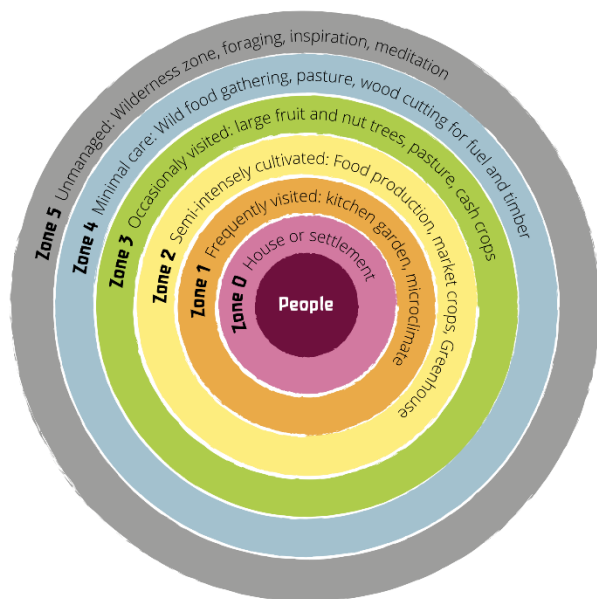 Zone 5 Unmanaged: Wilderness zone, foraging, inspiration, meditation
Zone 4 Minimal care: Wild food gathering, pasture, wood cutting for fuel and timber
Zone 3 Occasionaly visited: large fruit and nut trees, pasture, cash crops
Zone 2 Semi-intensely cultivated: Food production, market crops, Greenhouse
Zone 1 Frequently visited: kitchen garden, microclimate
Zone 0 House or settlement
People